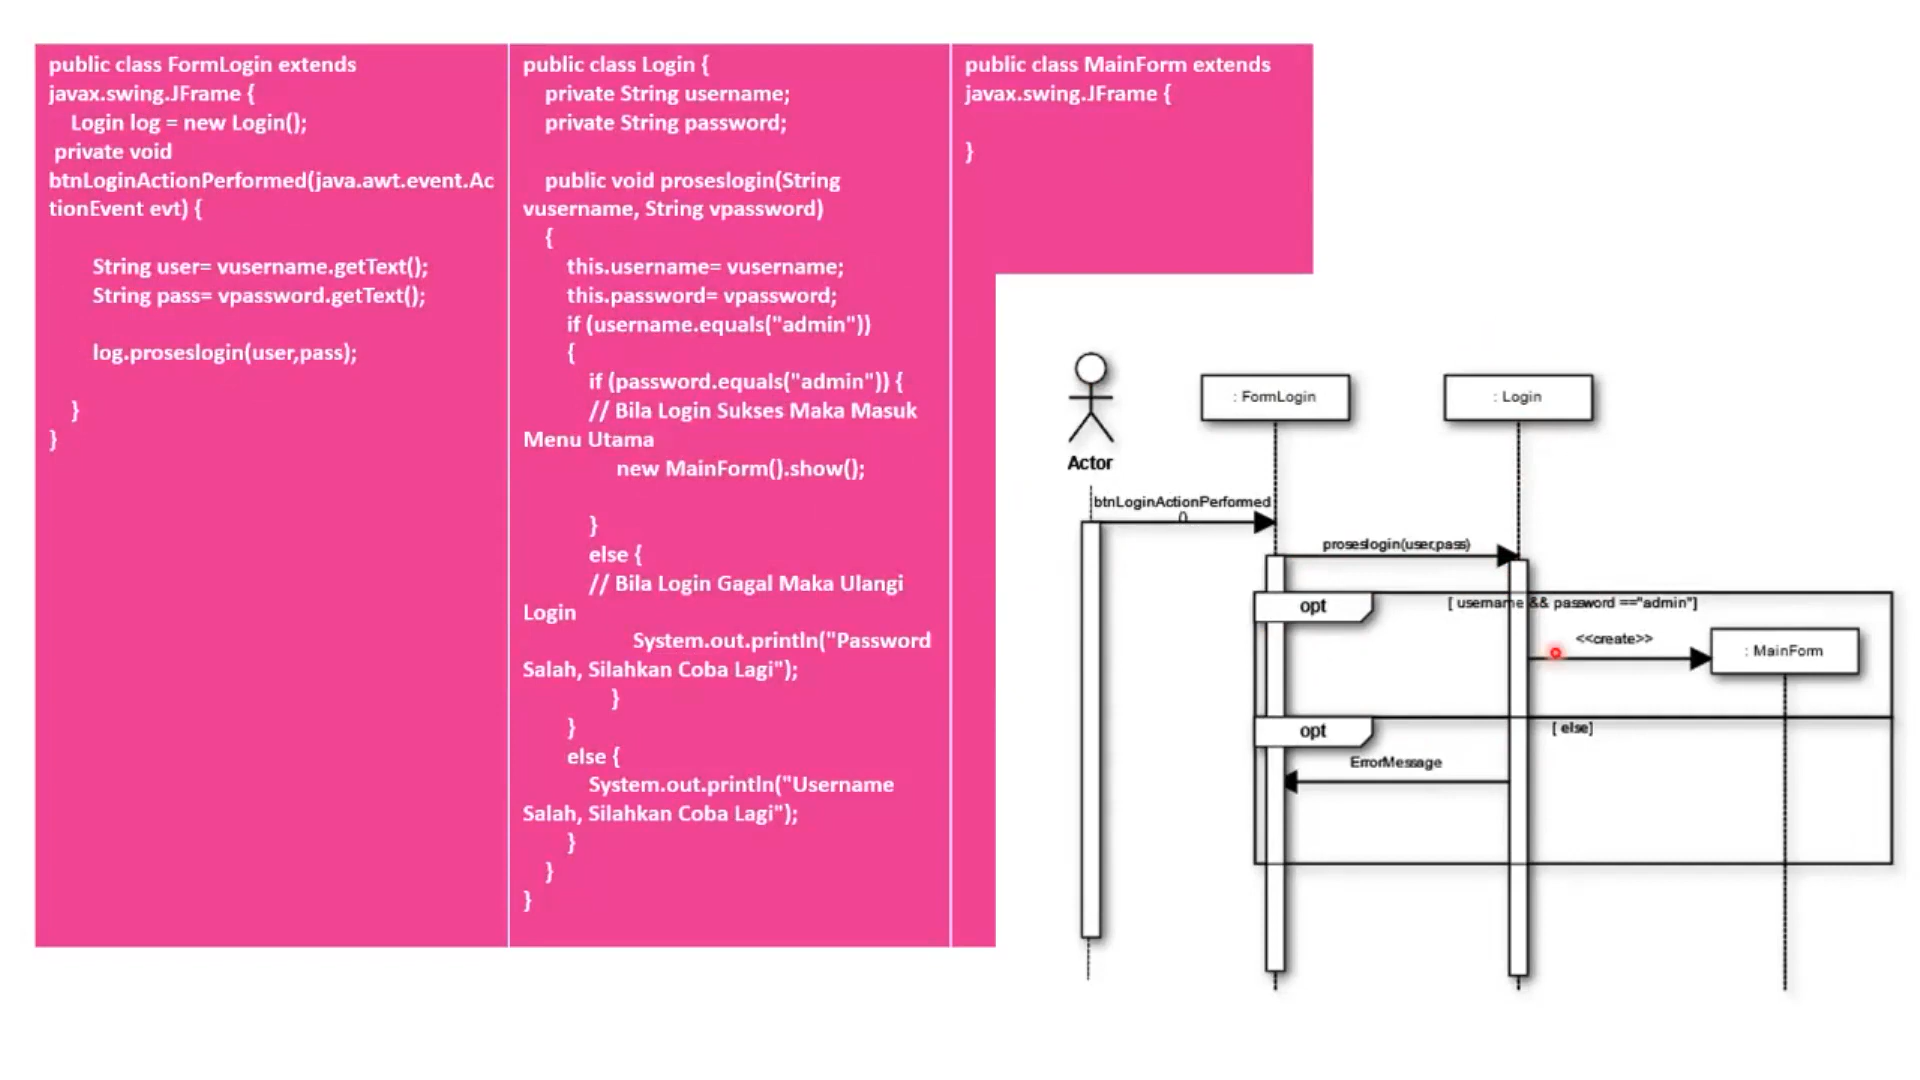 public class FormLogin extends
javax.swing.JFrame {
Login log = new Login();
private void
btnLoginActionPerformed(java.awt.event.Ac
tionEvent evt) {
String user= vusername.getText();
String pass= vpassword.getText();
log.proseslogin(user,pass);
}
}
public class Login {
private String username;
private String password;
public void proseslogin(String
vusername, String vpassword)
{
this.username= vusername;
this.password= vpassword;
if (username.equals("admin"))
{
if (password.equals("admin")) {
// Bila Login Sukses Maka Masuk
Menu Utama
new MainForm().show();
}
else {
// Bila Login Gagal Maka Ulangi
Login
System.out.println("Password
Salah, Silahkan Coba Lagi");
}
}
else {
System.out.println("Username
Salah, Silahkan Coba Lagi");
}
}
}
public class MainForm extends
javax.swing.JFrame {
}
: FormLogin
: Login
Actor
btnLoginActionPerformed
()
proseslogin(user,pass)
opt
[ username && password =="admin"]
<<create>>
: MainForm
opt
[ else]
ErrorMessage